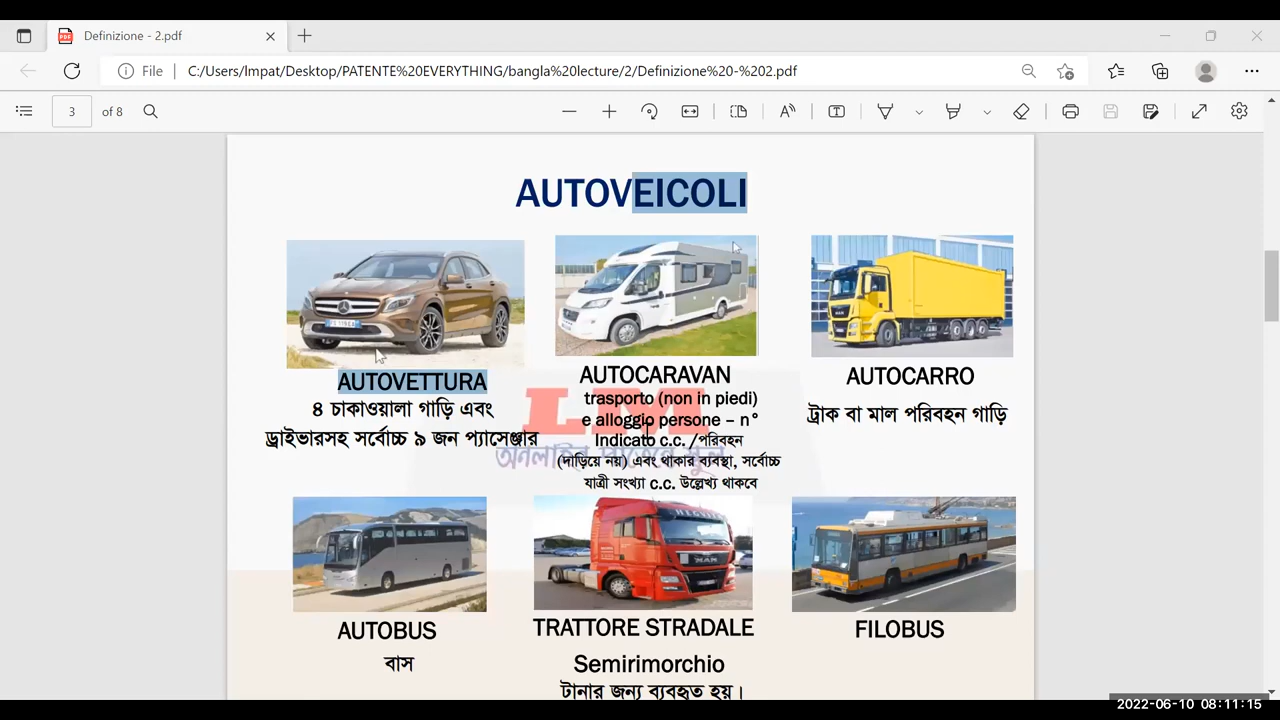 Definizione - 2.pdf
File
C:/Users/lmpat/Desktop/PATENTE%20EVERYTHING/bangla%20lecture/2/Definizione%20-%202.pdf
3 of 8
AUTOVEICOLI
AUTOVETTURA
৪ চাকাওয়ালা গাড়ি এবং
ড্রাইভারসহ সর্বোচ্চ ৯ জন প্যাসেঞ্জার
AUTOCARAVAN
trasporto (non in piedi)
e alloggio persone – n°
Indicato c.c. /পরিবহন
(দাড়িয়ে নয়) এবং থাকার ব্যবস্থা, সর্বোচ্চ
যাত্রী সংখ্যা c.c. উল্লেখ্য থাকবে
AUTOCARRO
ট্রাক বা মাল পরিবহন গাড়ি
LM
অনলাইন পাতেন্তে স্কুল
AUTOBUS
বাস
TRATTORE STRADALE
Semirimorchio
টানার জন্য ব্যবহৃত হয়।
FILOBUS
2022-06-10 08:11:15